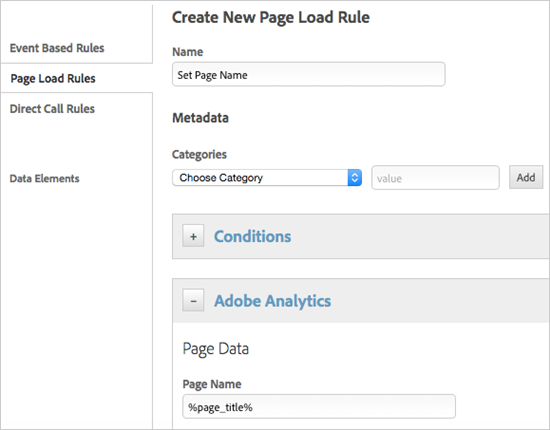 Create New Page Load Rule
Event Based Rules
Name
Page Load Rules
Set Page Name
Direct Call Rules
Metadata
Categories
Data Elements
Choose Category
value
Add
+ Conditions
– Adobe Analytics
Page Data
Page Name
%page_title%